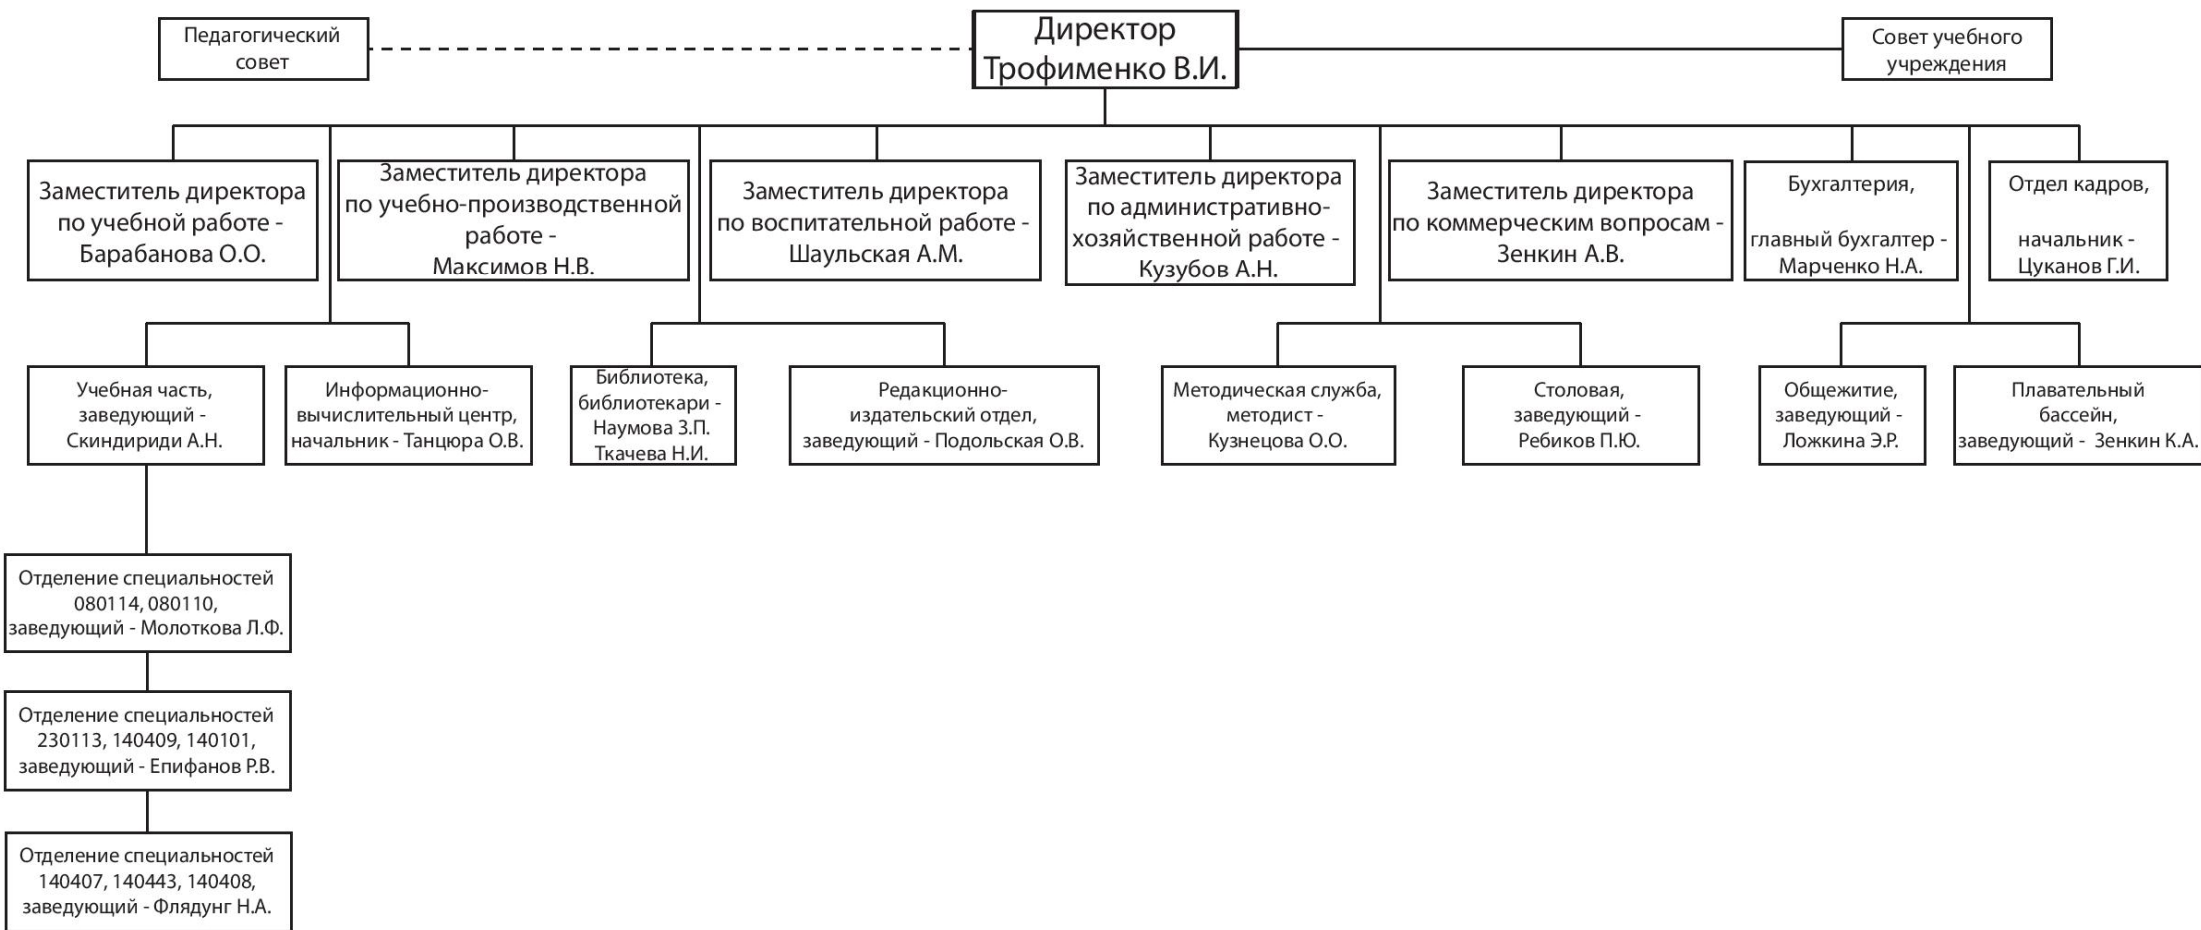 Педагогический
совет
Директор
Трофименко В.И.
Совет учебного
учреждения
Заместитель директора
по учебной работе -
Барабанова О.О.
Заместитель директора
по учебно-производственной
работе -
Максимов Н.В.
Заместитель директора
по воспитательной работе -
Шаульская А.М.
Заместитель директора
по административно-
хозяйственной работе -
Кузубов А.Н.
Заместитель директора
по коммерческим вопросам -
Зенкин А.В.
Бухгалтерия,
главный бухгалтер -
Марченко Н.А.
Отдел кадров,
начальник -
Цуканов Г.И.
Учебная часть,
заведующий -
Скиндириди А.Н.
Информационно-
вычислительный центр,
начальник - Танцюра О.В.
Библиотека,
библиотекари -
Наумова З.П.
Ткачева Н.И.
Редакционно-
издательский отдел,
заведующий - Подольская О.В.
Методическая служба,
методист -
Кузнецова О.О.
Столовая,
заведующий -
Ребиков П.Ю.
Общежитие,
заведующий -
Ложкина Э.Р.
Плавательный
бассейн,
заведующий - Зенкин К.А.
Отделение специальностей
080114, 080110,
заведующий - Молоткова Л.Ф.
Отделение специальностей
230113, 140409, 140101,
заведующий - Епифанов Р.В.
Отделение специальностей
140407, 140443, 140408,
заведующий - Флядунг Н.А.